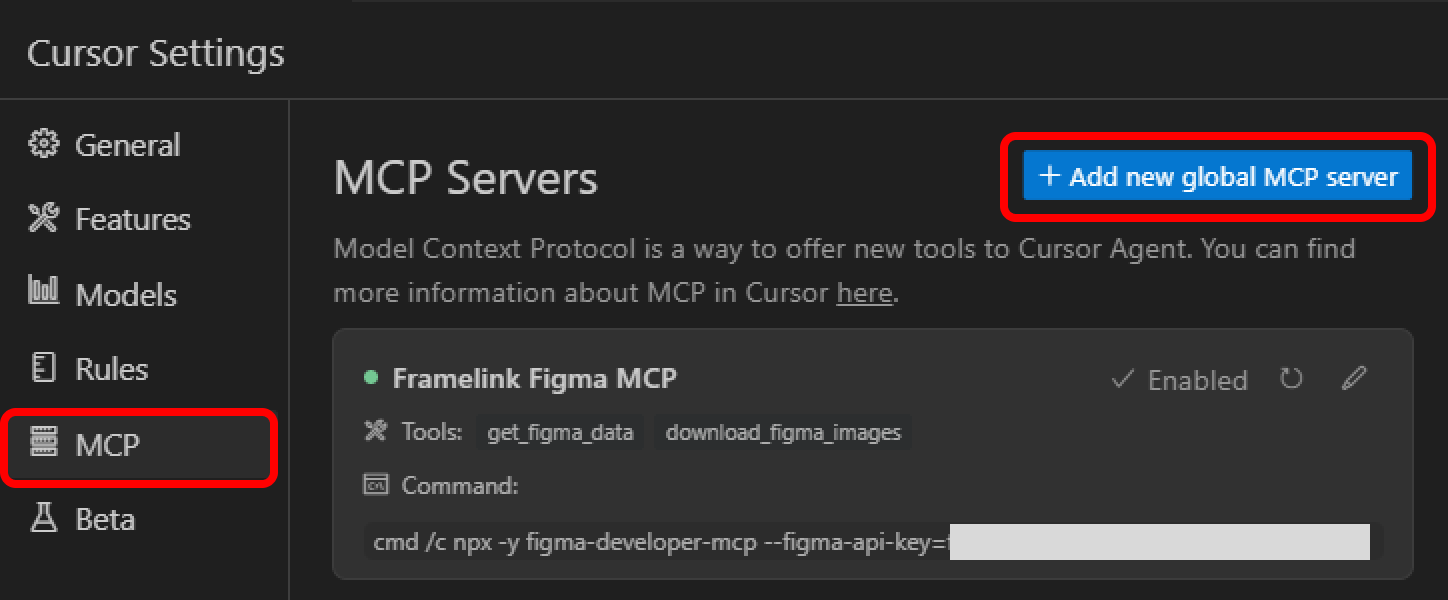 Cursor Settings
General
Features
Models
Rules
MCP
Beta
MCP Servers
+ Add new global MCP server
Model Context Protocol is a way to offer new tools to Cursor Agent. You can find
more information about MCP in Cursor here.
Framelink Figma MCP
Enabled
Tools: get_figma_data download_figma_images
Command:
cmd /c npx -y figma-developer-mcp --figma-api-key=